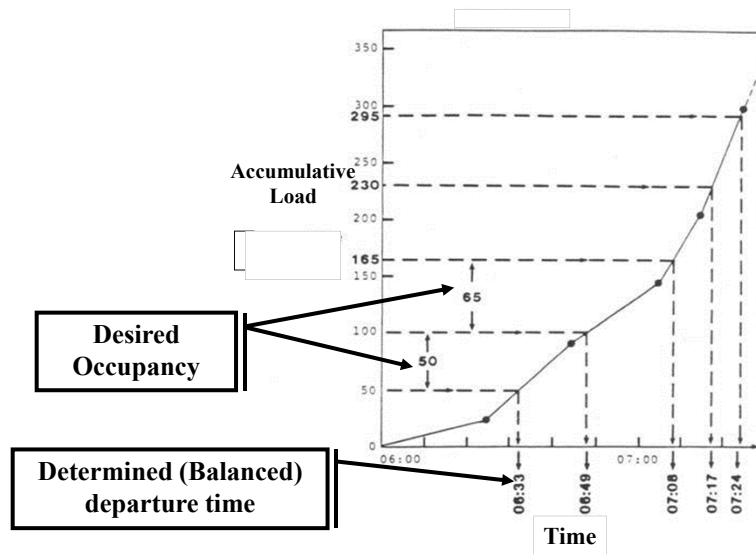 350
300
295
Accumulative
Load
230
200
165
150
65
Desired
Occupancy
100
50
50
0
06:00
07:00
Determined (Balanced)
departure time
06:33
06:49
07:08
07:17
07:24
Time